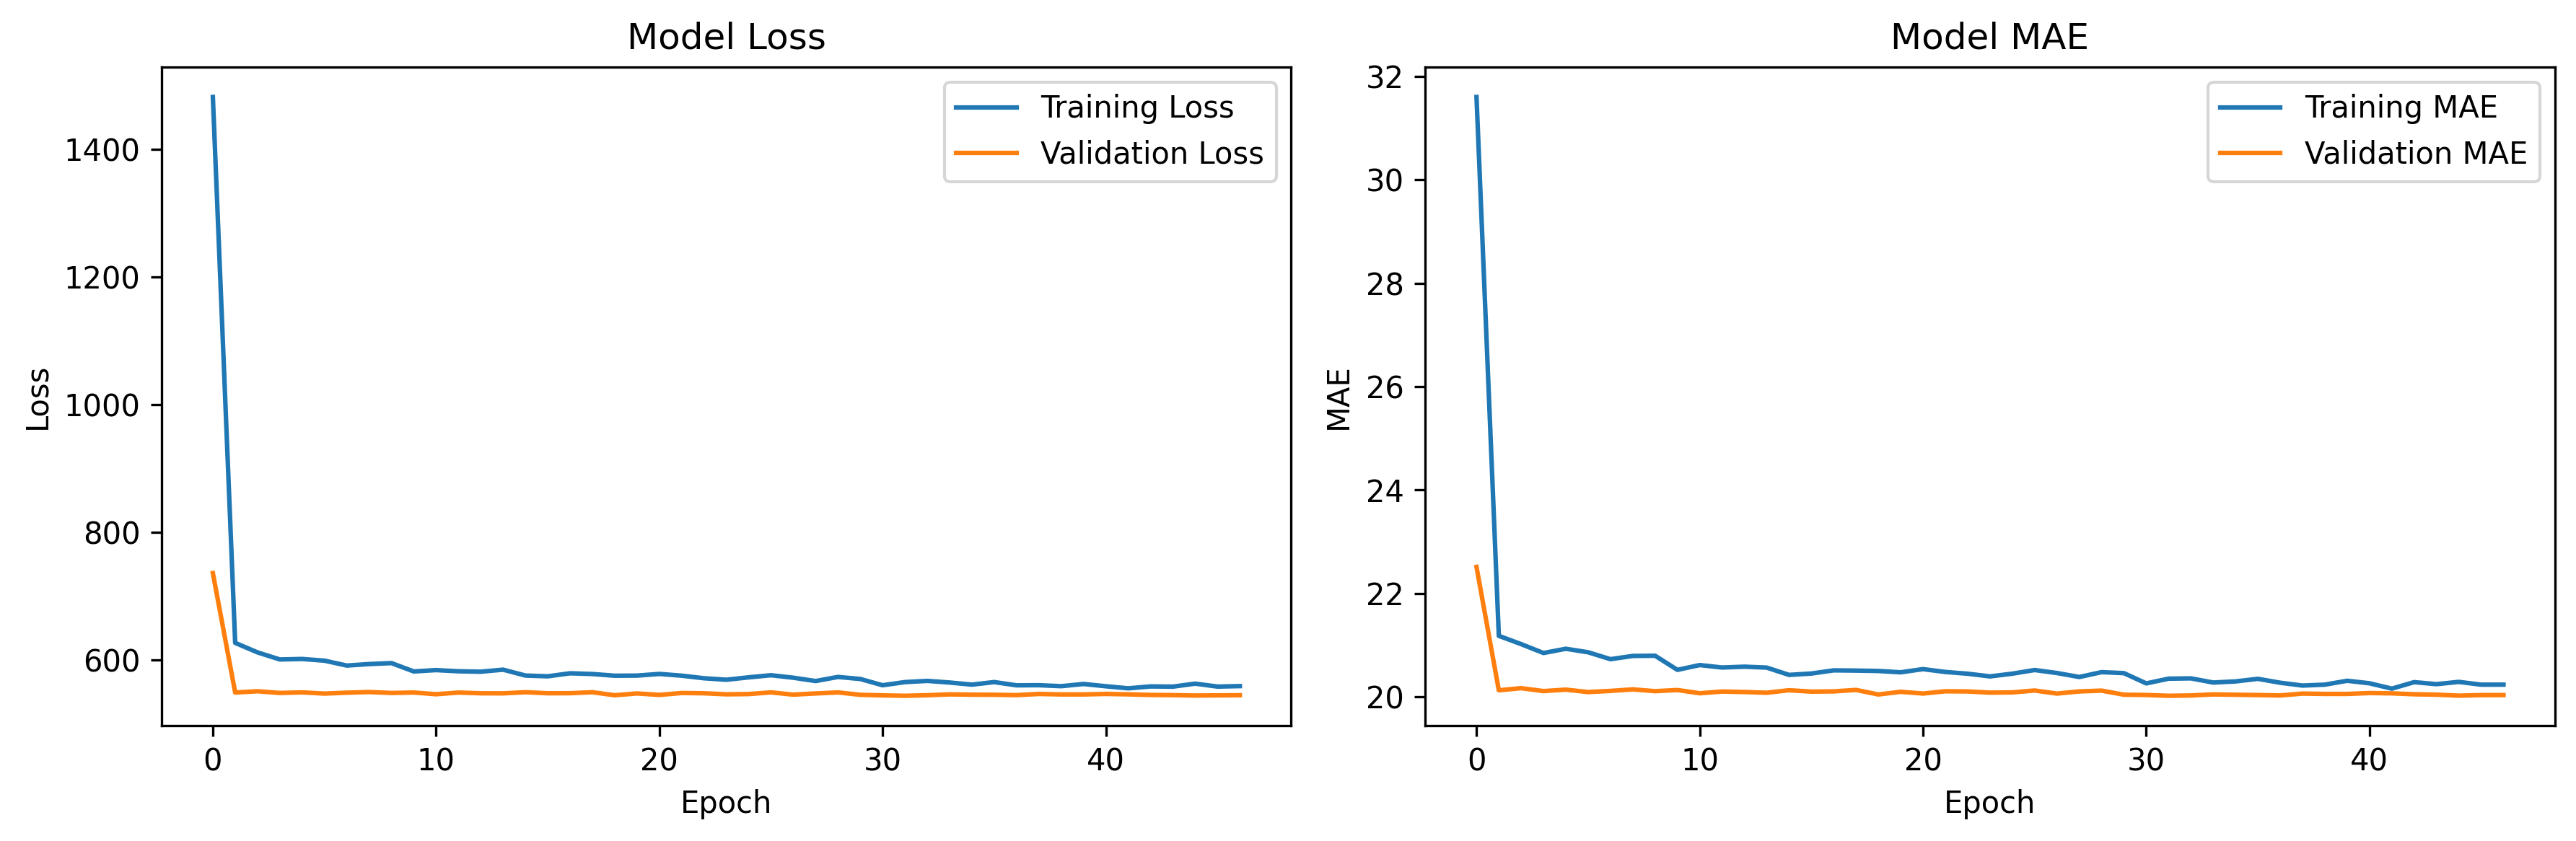 Model Loss
Training Loss
Validation Loss
1400
1200
1000
800
600
Loss
0 10 20 30 40
Epoch
Model MAE
Training MAE
Validation MAE
32
30
28
26
24
22
20
MAE
0 10 20 30 40
Epoch